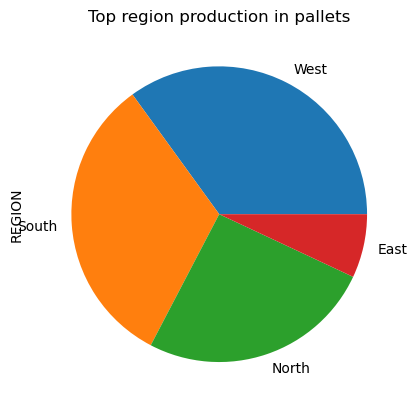 Top region production in pallets
West
REGION
South
East
North